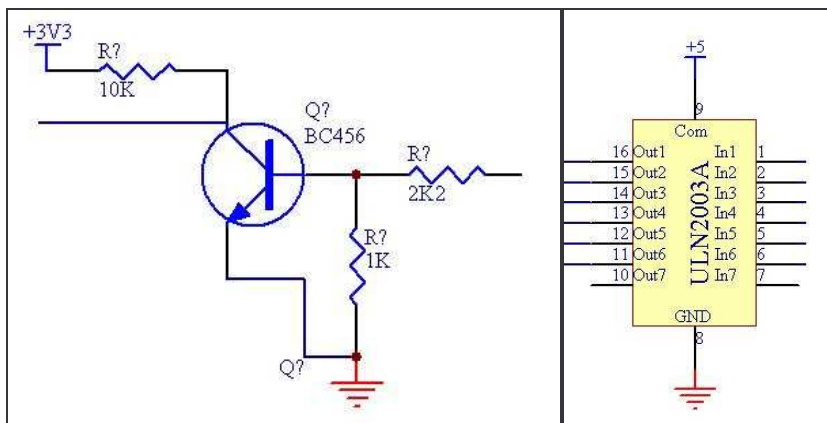 +3V3
R?
10K
Q?
BC456
R?
2K2
R?
1K
Q?
+5
9
Com
16 Out1 In1 1
15 Out2 In2 2
14 Out3 In3 3
13 Out4 In4 4
12 Out5 In5 5
11 Out6 In6 6
10 Out7 In7 7
ULN2003A
GND
8